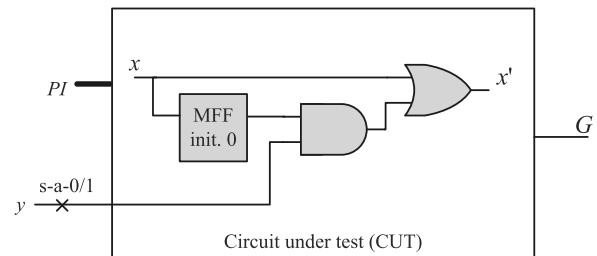 x
x'
PI
MFF
init. 0
G
s-a-0/1
y
Circuit under test (CUT)